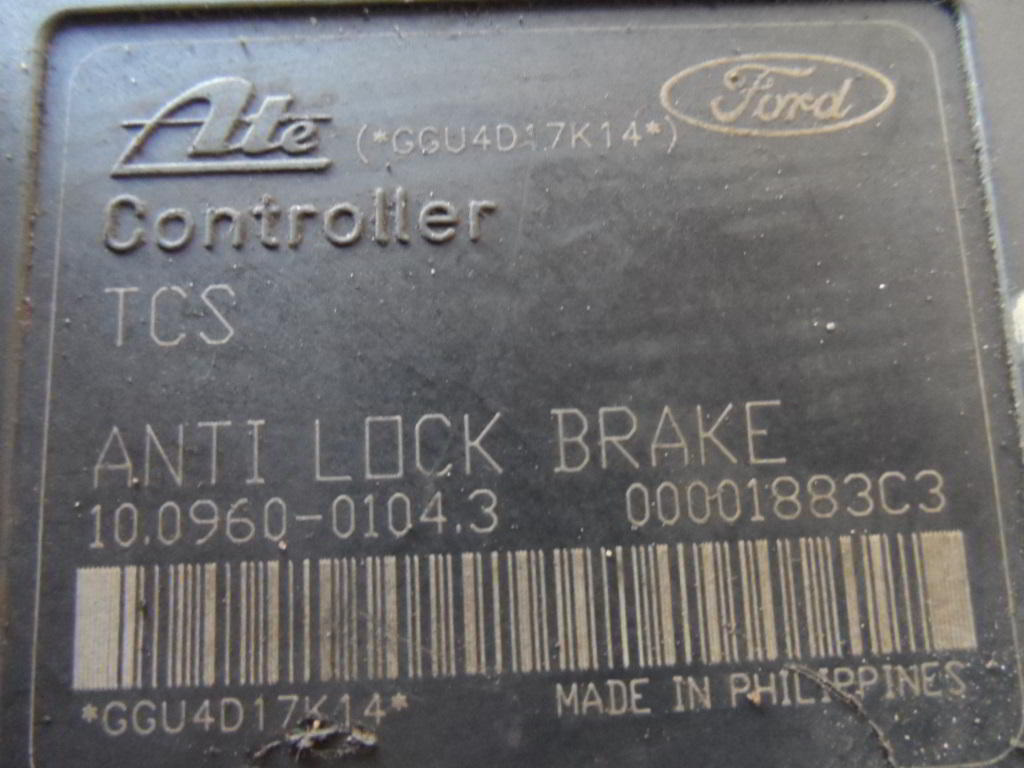 Ate (*GGU4D17K14*) Ford
Controller
TCS
ANTI LOCK BRAKE
10.0960-0104.3 00001883C3
*GGU4D17K14*
MADE IN PHILIPPINES